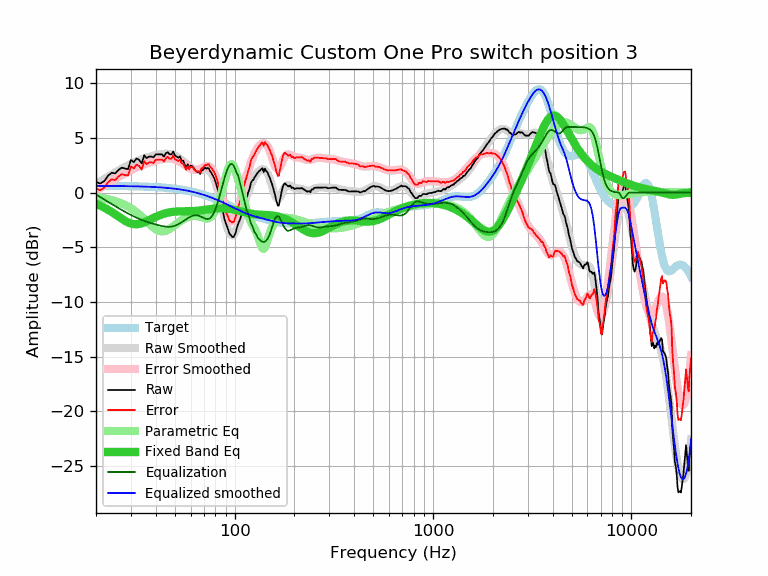 Beyerdynamic Custom One Pro switch position 3
10
5
0
−5
−10
−15
−20
−25
Amplitude (dBr)
Target
Raw Smoothed
Error Smoothed
Raw
Error
Parametric Eq
Fixed Band Eq
Equalization
Equalized smoothed
100
1000
10000
Frequency (Hz)